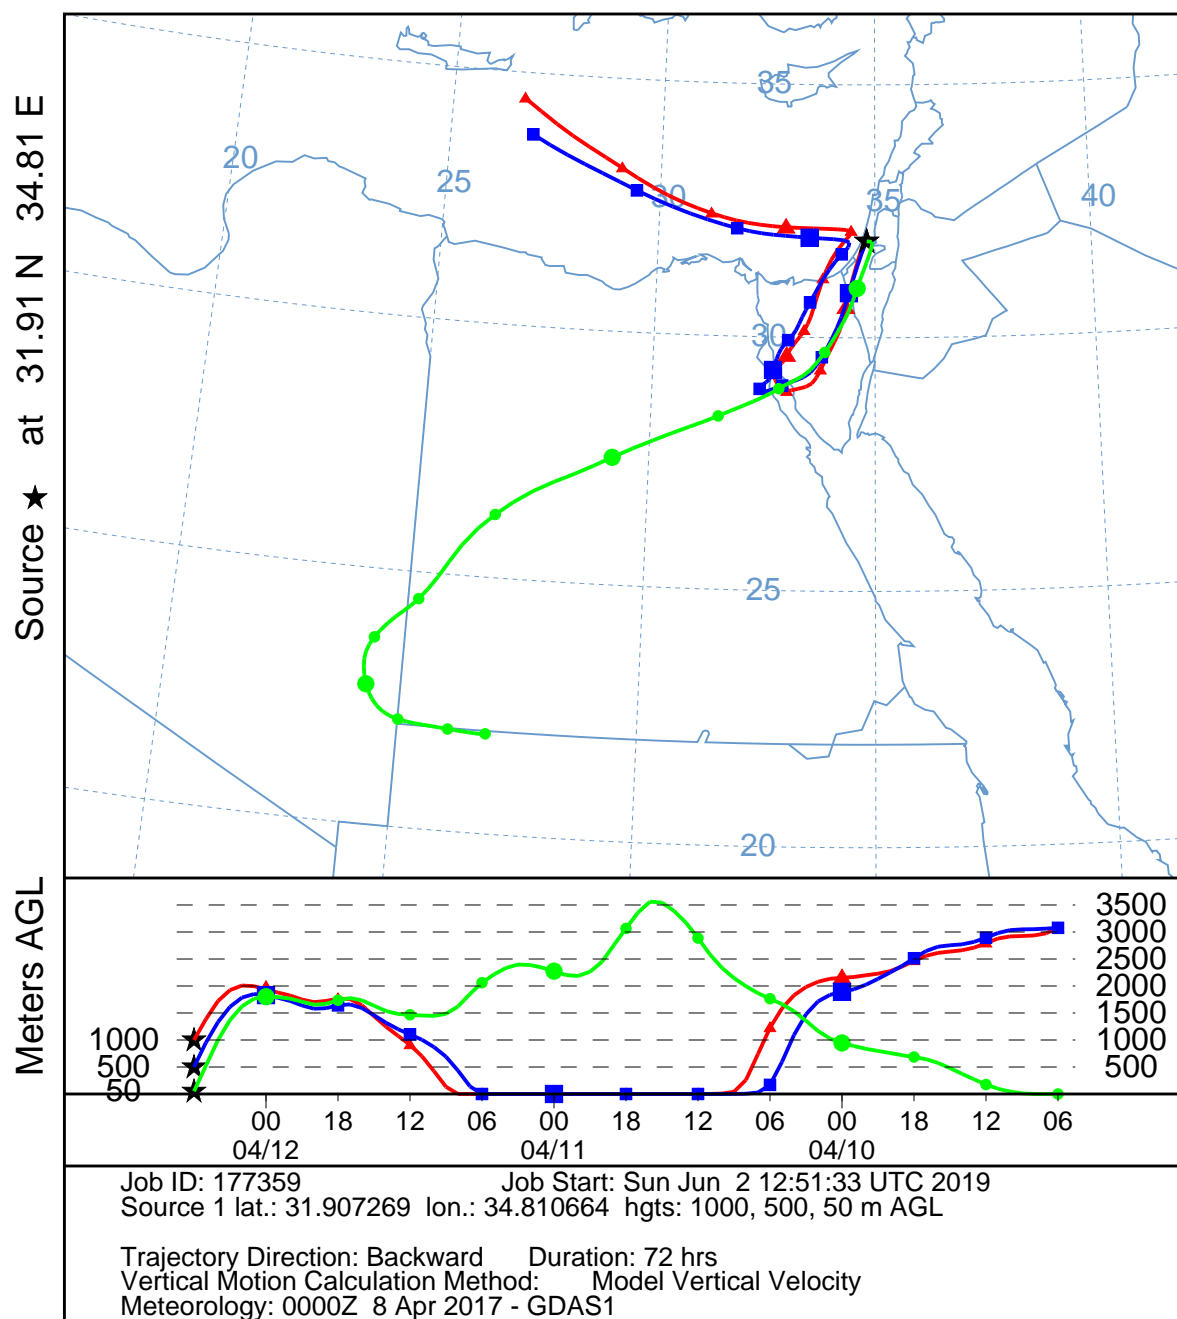 Source ★ at 31.91 N 34.81 E
35
20
25
30
35
40
30
25
20
Meters AGL
3500
3000
2500
2000
1500
1000 1000
500 500
50
00 18 12 06 00 18 12 06 00 18 12 06
04/12 04/11 04/10
Job ID: 177359 Job Start: Sun Jun 2 12:51:33 UTC 2019
Source 1 lat.: 31.907269 lon.: 34.810664 hgts: 1000, 500, 50 m AGL
Trajectory Direction: Backward Duration: 72 hrs
Vertical Motion Calculation Method: Model Vertical Velocity
Meteorology: 0000Z 8 Apr 2017 - GDAS1